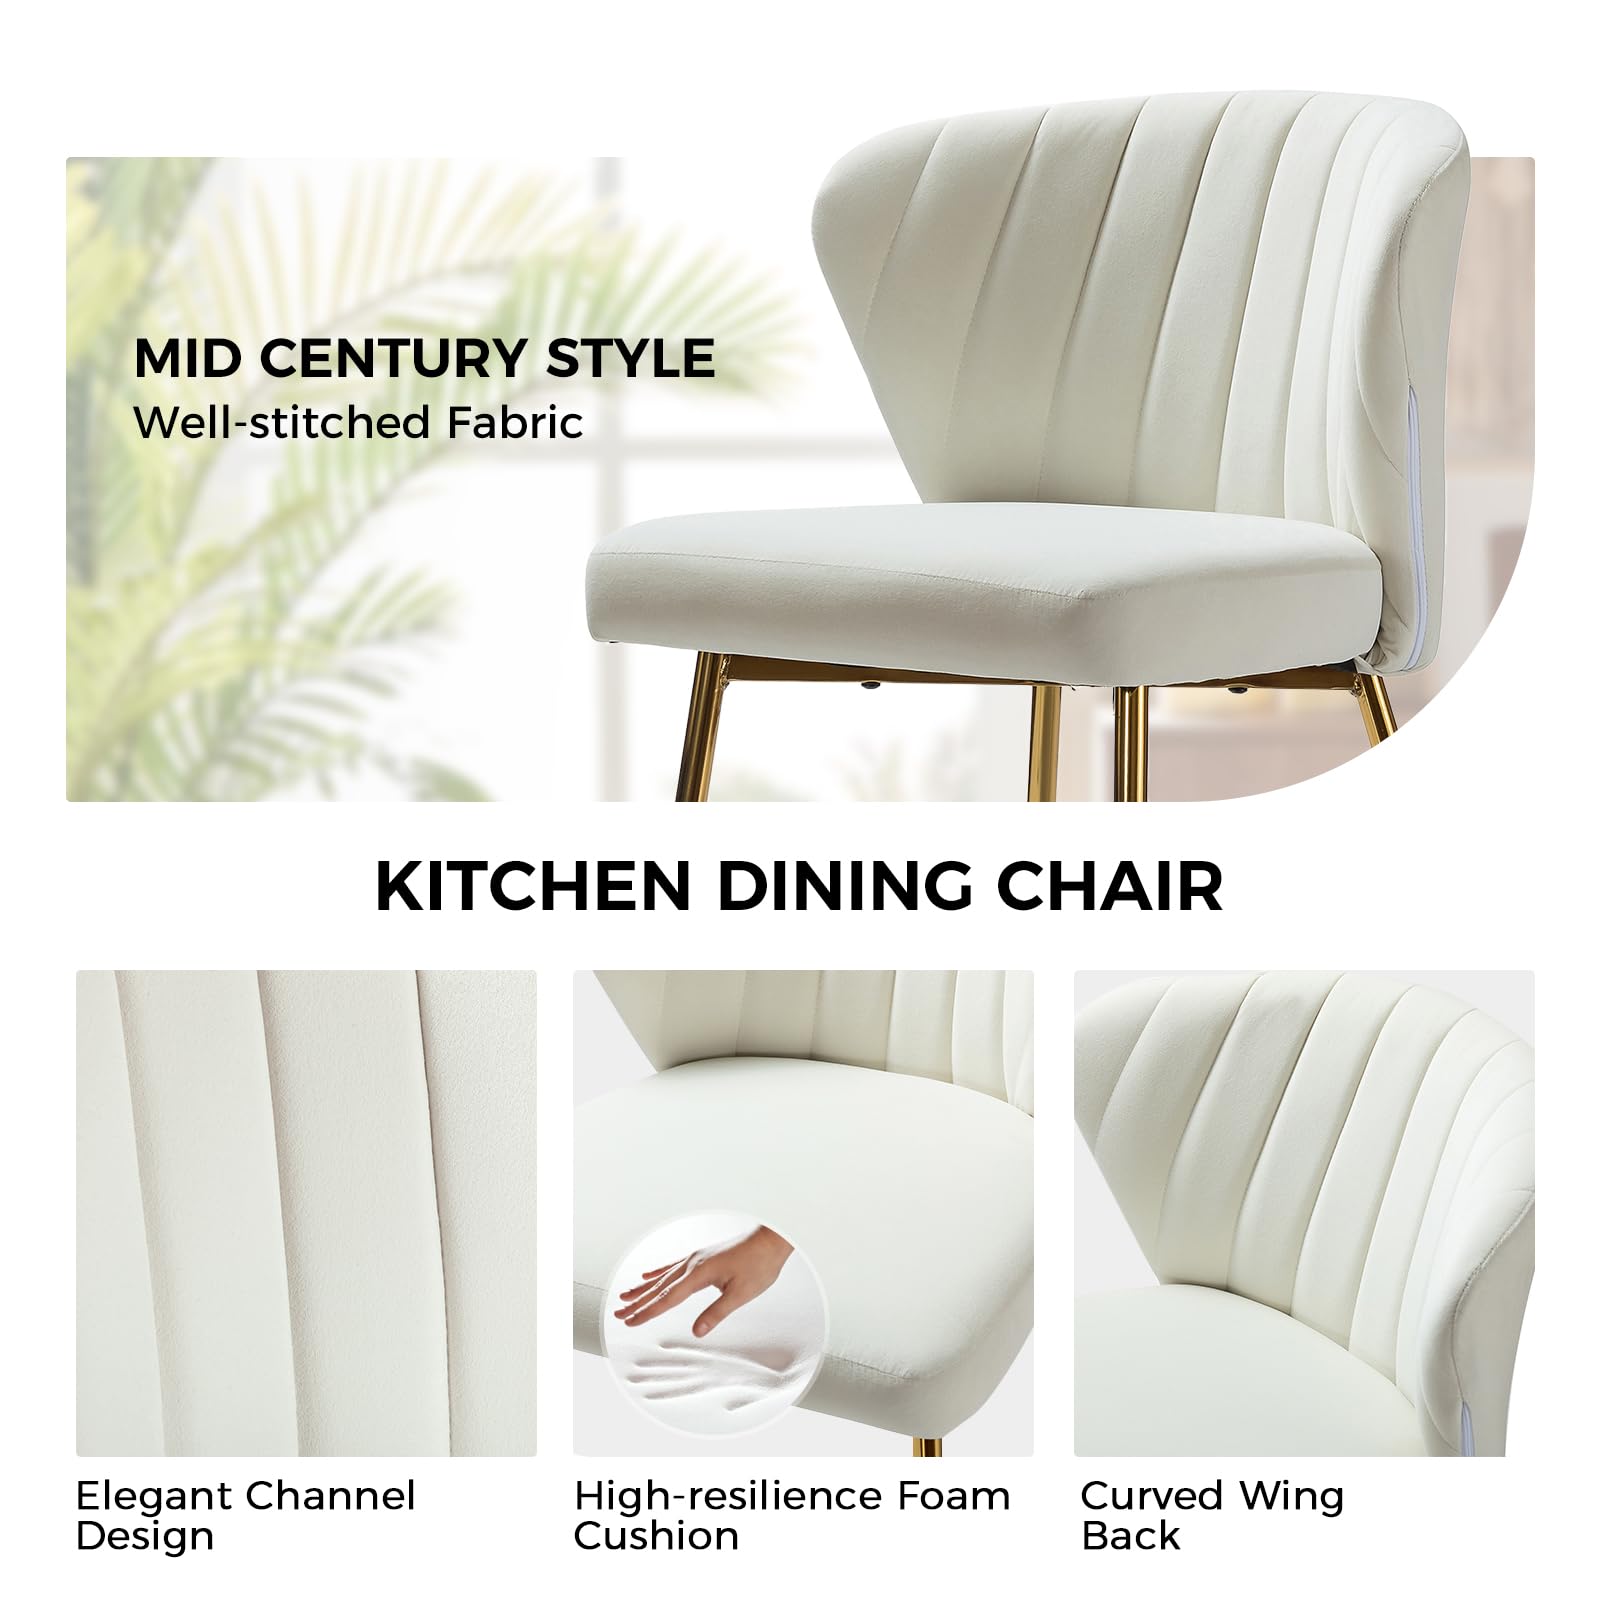 MID CENTURY STYLE
Well-stitched Fabric
KITCHEN DINING CHAIR
Elegant Channel
Design
High-resilience Foam
Cushion
Curved Wing
Back